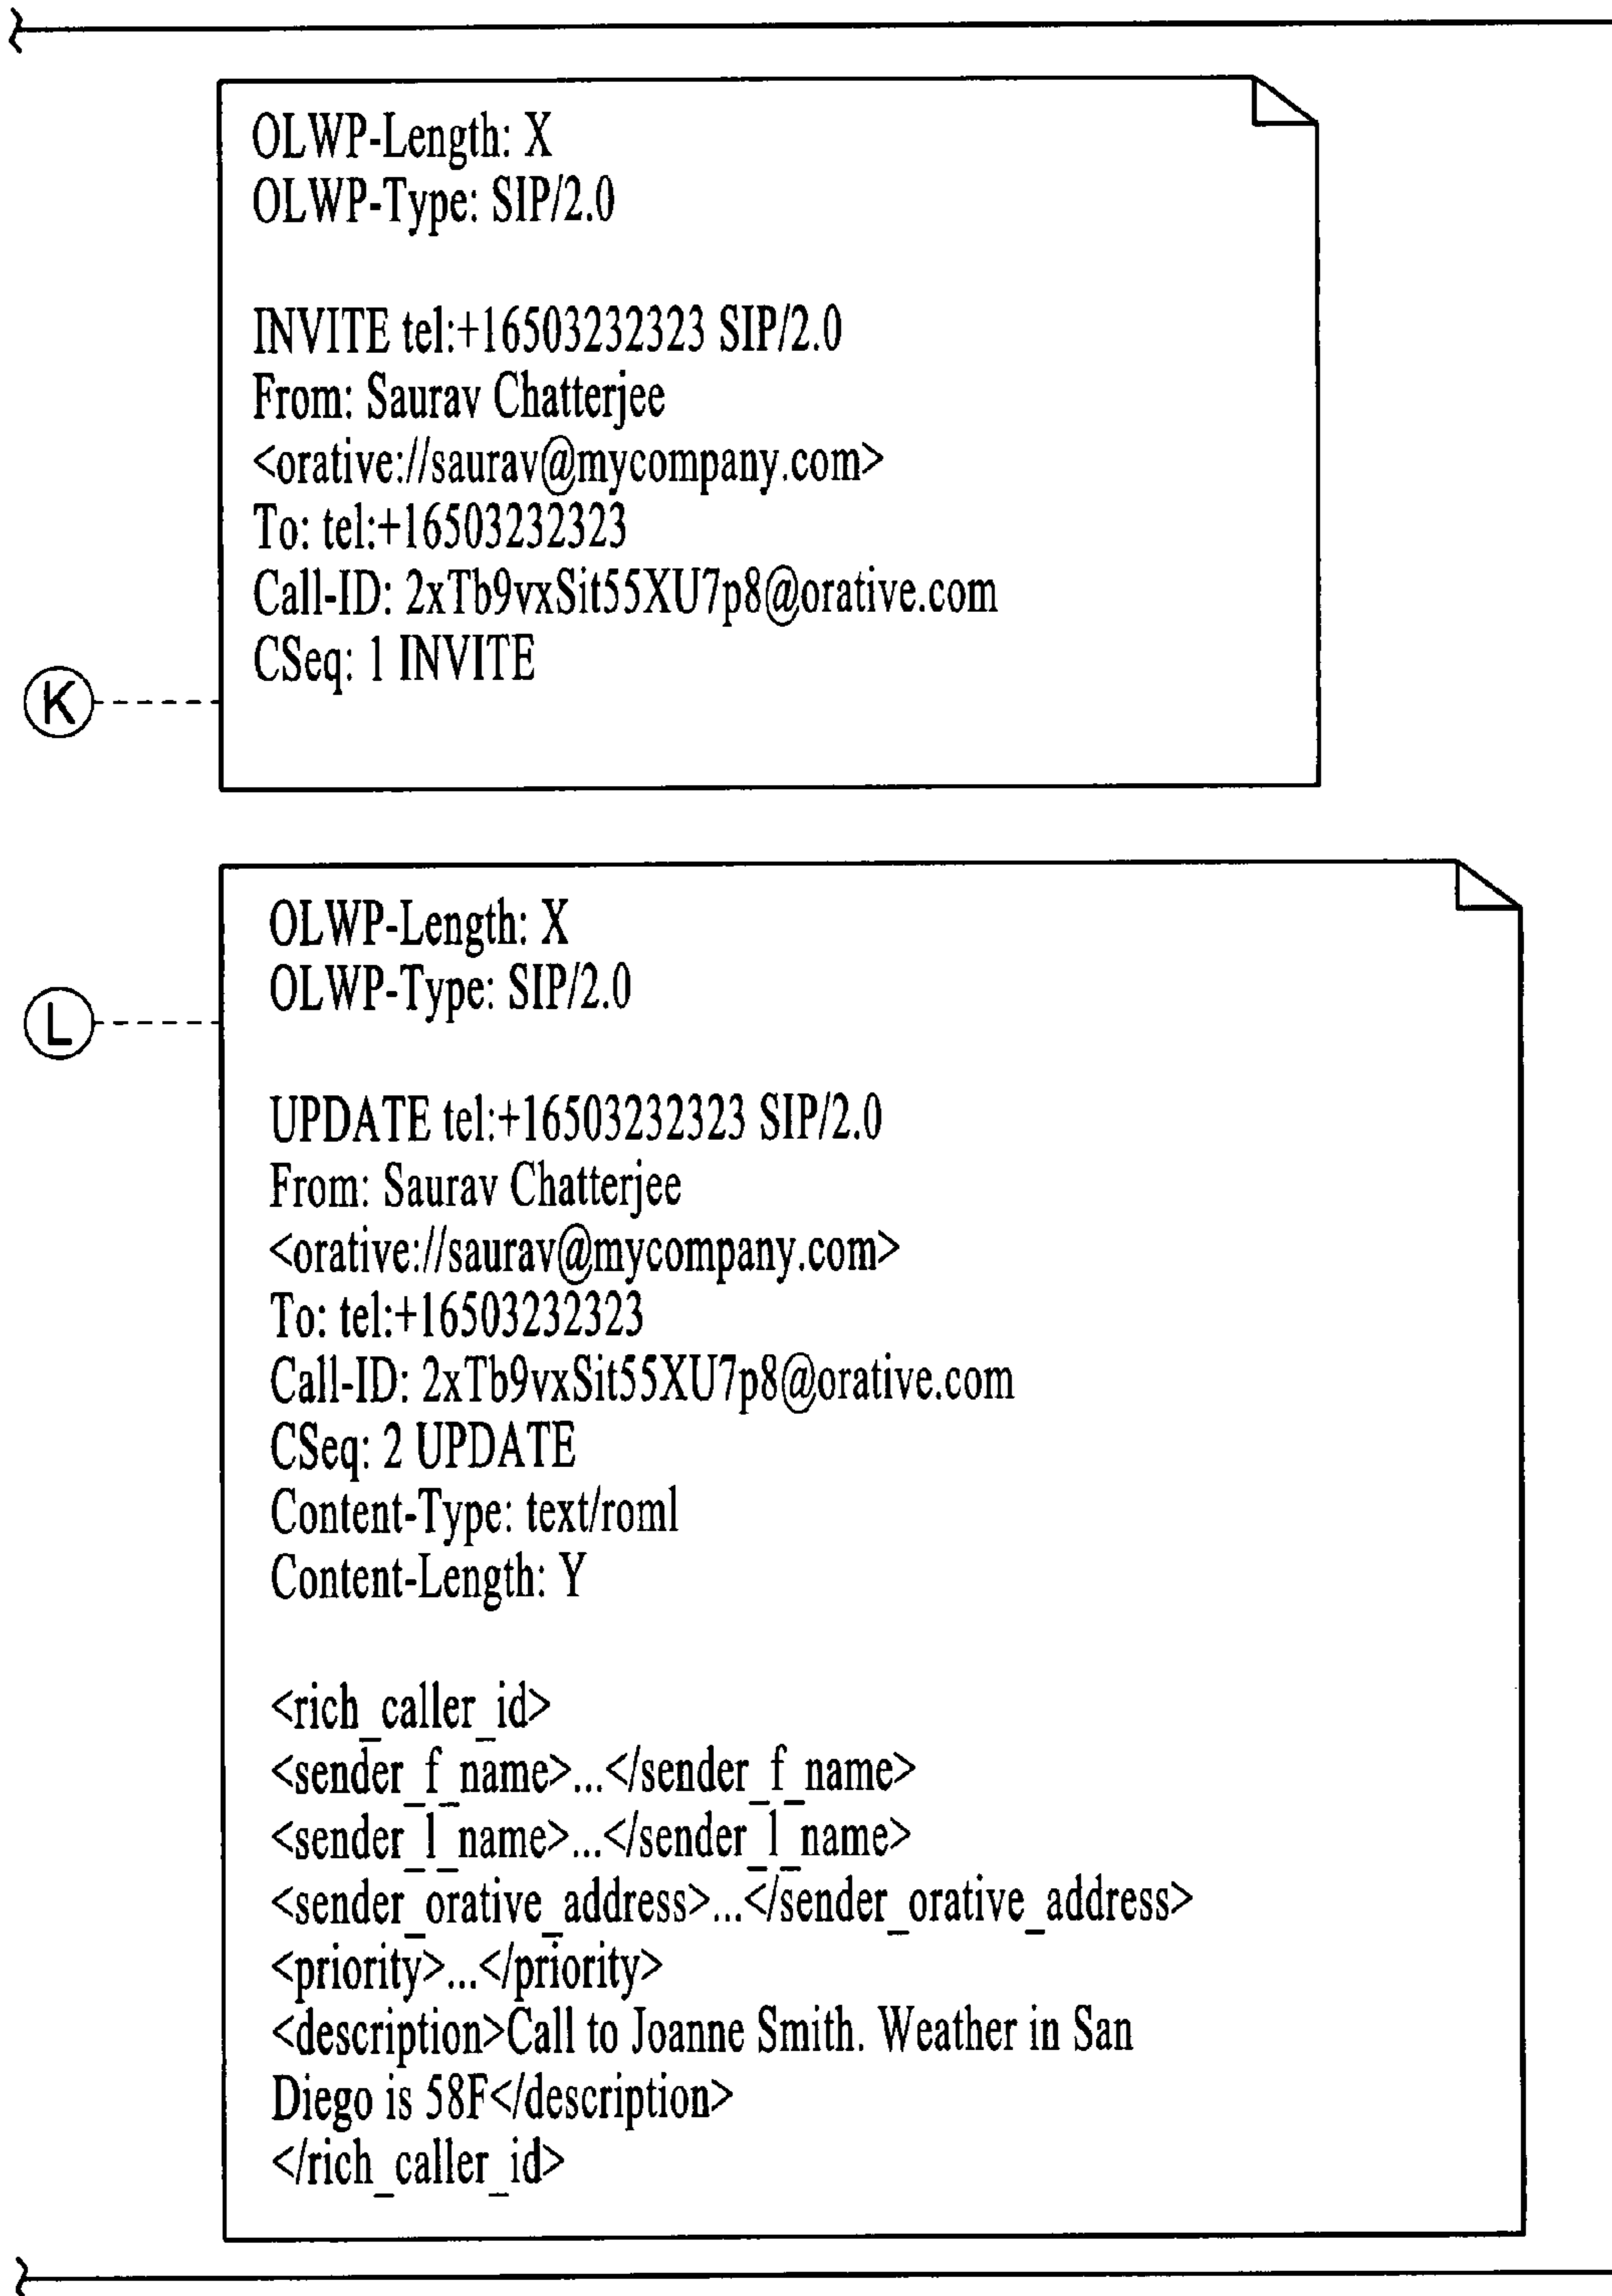 OLWP-Length: X
OLWP-Type: SIP/2.0
INVITE tel:+16503232323 SIP/2.0
From: Saurav Chatterjee
<orative://saurav@mycompany.com>
To: tel:+16503232323
Call-ID: 2xTb9vxSit55XU7p8@orative.com
CSeq: 1 INVITE
K
OLWP-Length: X
OLWP-Type: SIP/2.0
L
UPDATE tel:+16503232323 SIP/2.0
From: Saurav Chatterjee
<orative://saurav@mycompany.com>
To: tel:+16503232323
Call-ID: 2xTb9vxSit55XU7p8@orative.com
CSeq: 2 UPDATE
Content-Type: text/roml
Content-Length: Y
<rich_caller_id>
<sender_f_name>...</sender_f_name>
<sender_l_name>...</sender_l_name>
<sender_orative_address>...</sender_orative_address>
<priority>...</priority>
<description>Call to Joanne Smith. Weather in San
Diego is 58F</description>
</rich_caller_id>